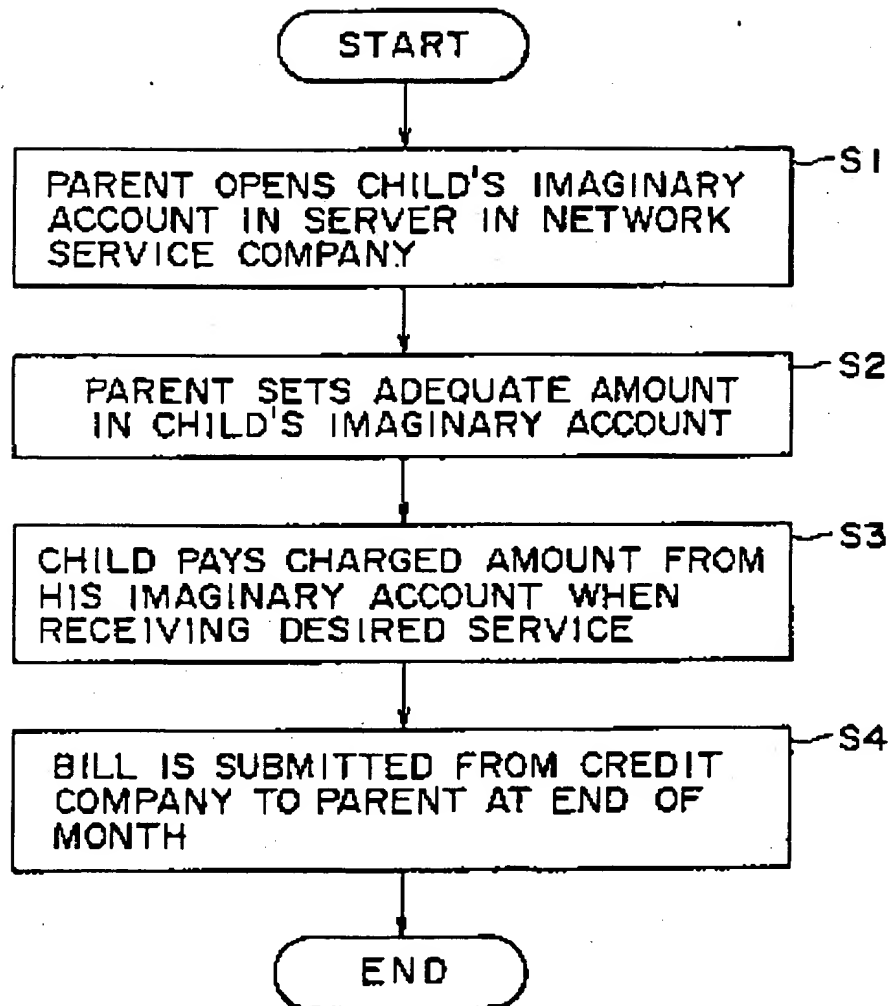 START
S1
PARENT OPENS CHILD'S IMAGINARY
ACCOUNT IN SERVER IN NETWORK
SERVICE COMPANY
S2
PARENT SETS ADEQUATE AMOUNT
IN CHILD'S IMAGINARY ACCOUNT
S3
CHILD PAYS CHARGED AMOUNT FROM
HIS IMAGINARY ACCOUNT WHEN
RECEIVING DESIRED SERVICE
S4
BILL IS SUBMITTED FROM CREDIT
COMPANY TO PARENT AT END OF
MONTH
END